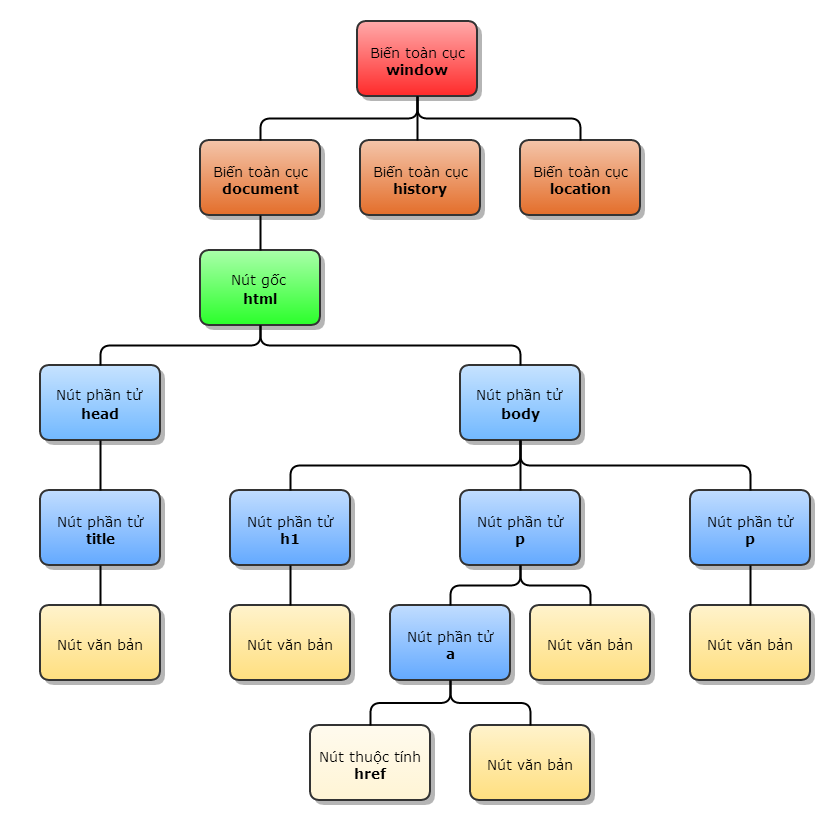 Biến toàn cục
window
Biến toàn cục
document
Biến toàn cục
history
Biến toàn cục
location
Nút gốc
html
Nút phần tử
head
Nút phần tử
body
Nút phần tử
title
Nút phần tử
h1
Nút phần tử
p
Nút phần tử
p
Nút văn bản
Nút văn bản
Nút phần tử
a
Nút văn bản
Nút văn bản
Nút thuộc tính
href
Nút văn bản